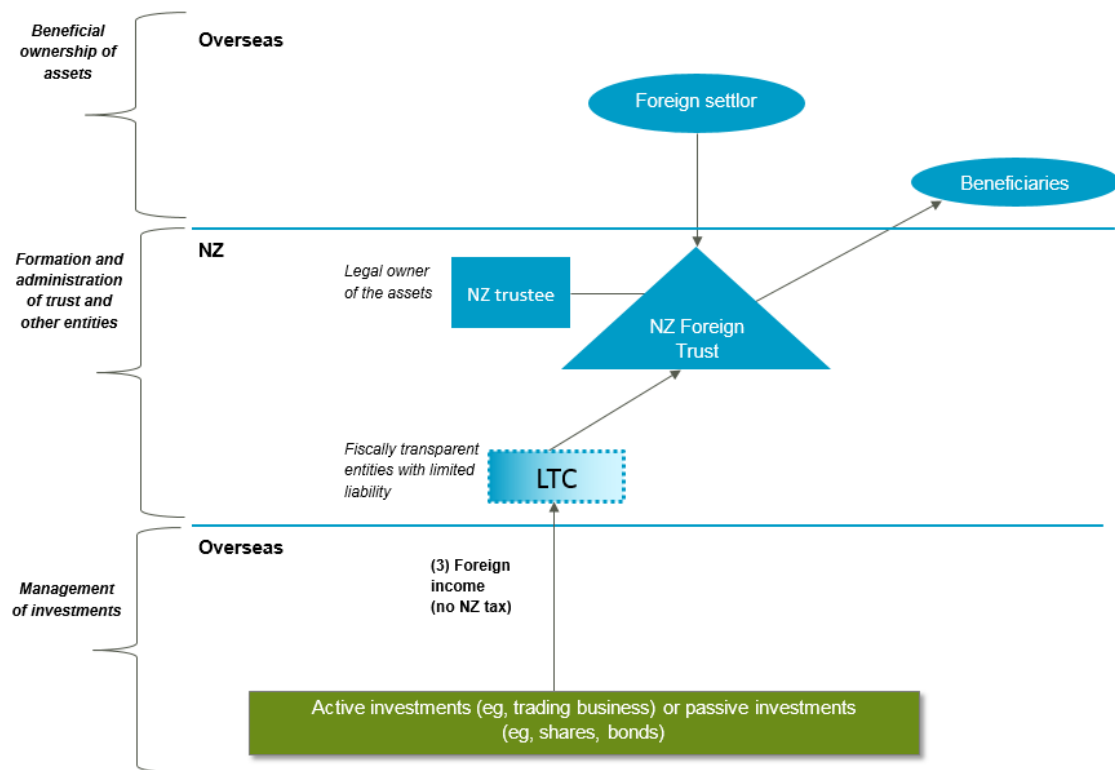 Beneficial
ownership of
assets
Overseas
Foreign settlor
Beneficiaries
Formation and
administration
of trust and
other entities
NZ
Legal owner
of the assets
NZ trustee
NZ Foreign
Trust
Fiscally transparent
entities with limited
liability
LTC
Management
of investments
Overseas
(3) Foreign
income
(no NZ tax)
Active investments (eg, trading business) or passive investments
(eg, shares, bonds)